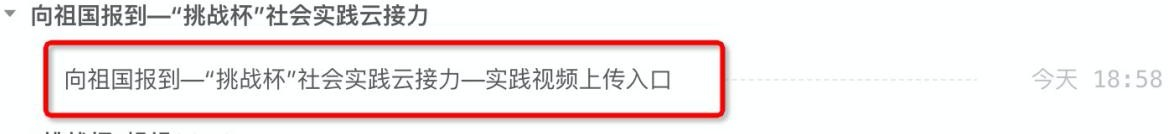 向祖国报到—“挑战杯”社会实践云接力
向祖国报到—“挑战杯”社会实践云接力—实践视频上传入口
今天 18:58